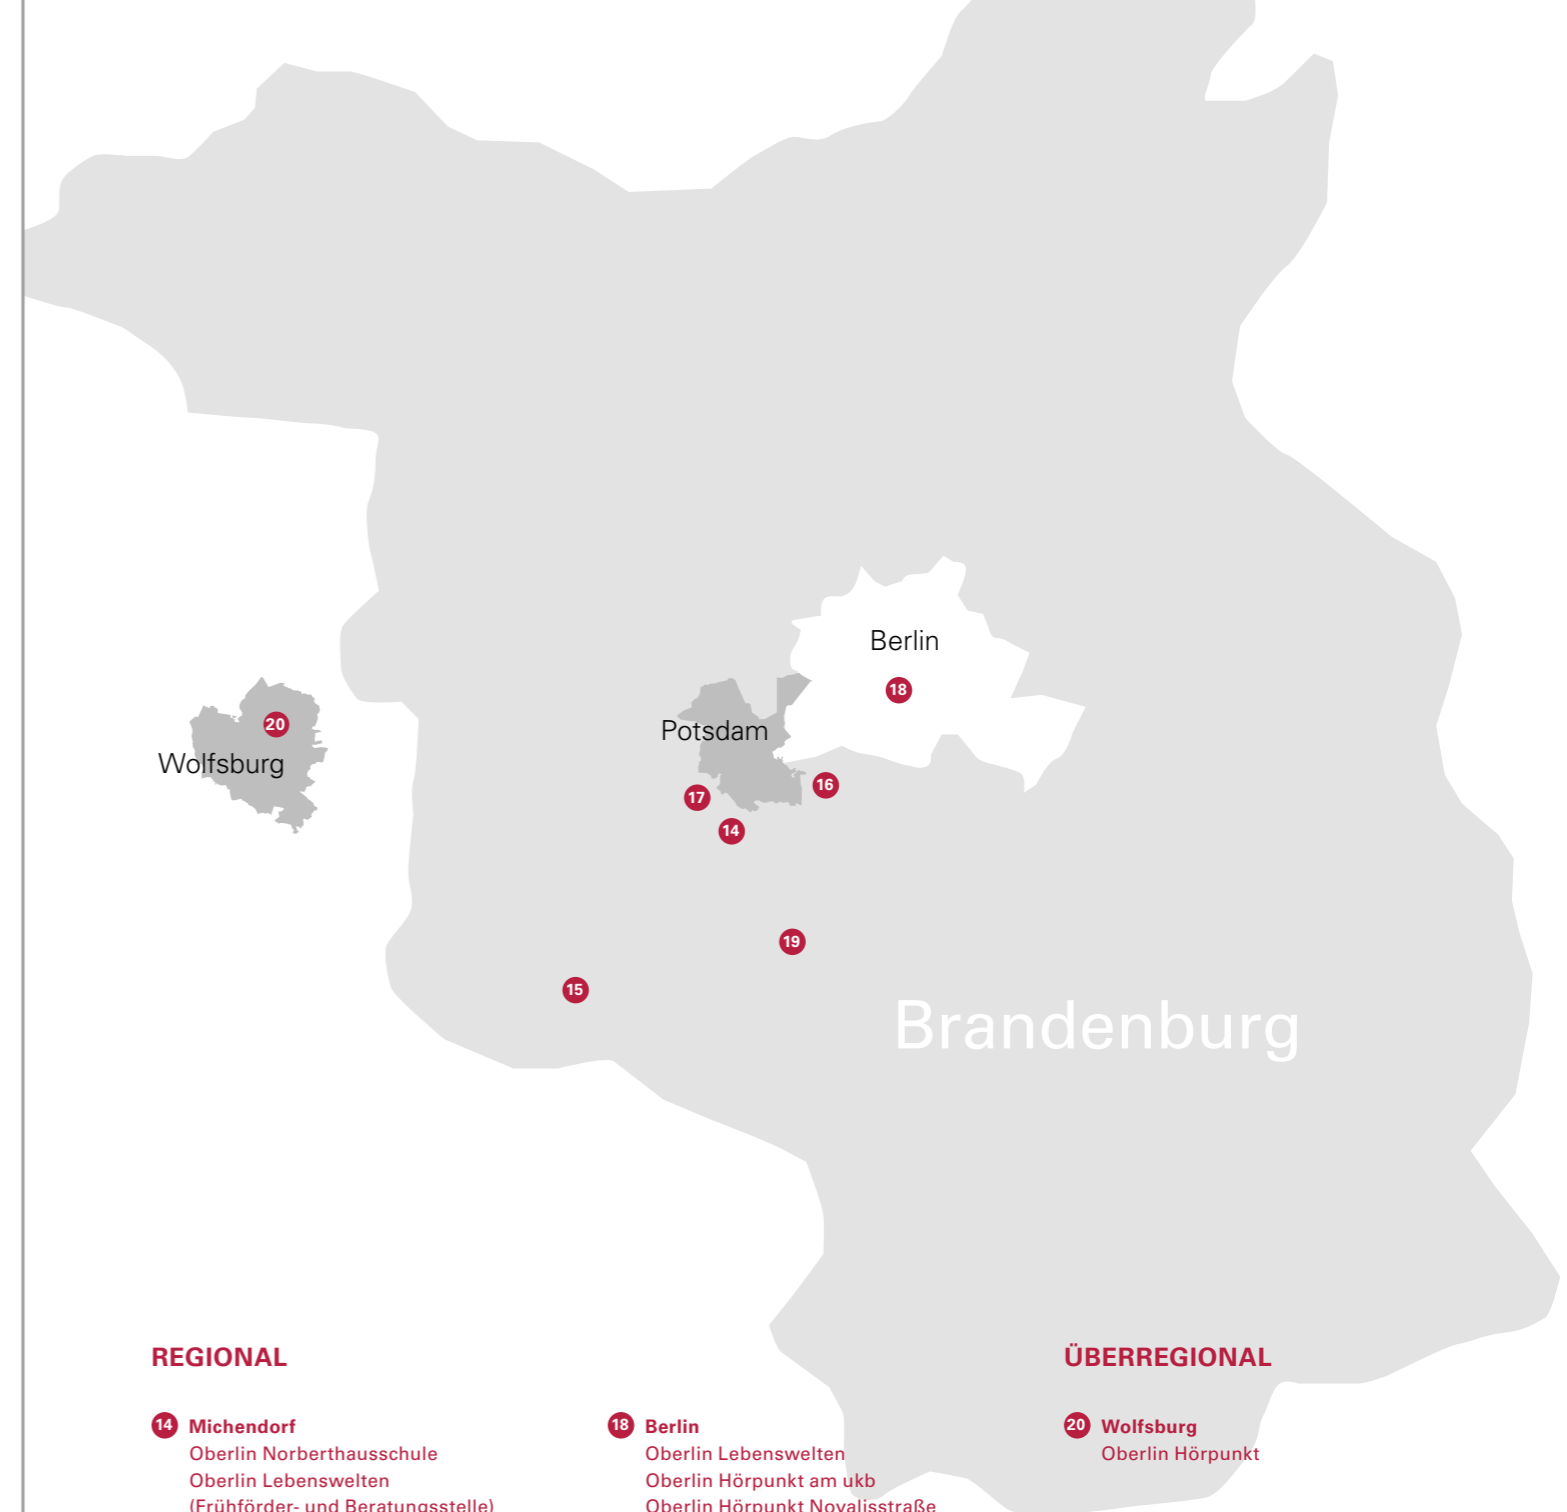 Berlin
18
Potsdam
20
Wolfsburg
16
17
14
19
15
Brandenburg
REGIONAL
14 Michendorf
Oberlin Norberthausschule
Oberlin Lebenswelten
(Frühförder- und Beratungsstelle)
18 Berlin
Oberlin Lebenswelten
Oberlin Hörpunkt am ukb
Oberlin Hörpunkt Novalisstraße
ÜBERREGIONAL
20 Wolfsburg
Oberlin Hörpunkt